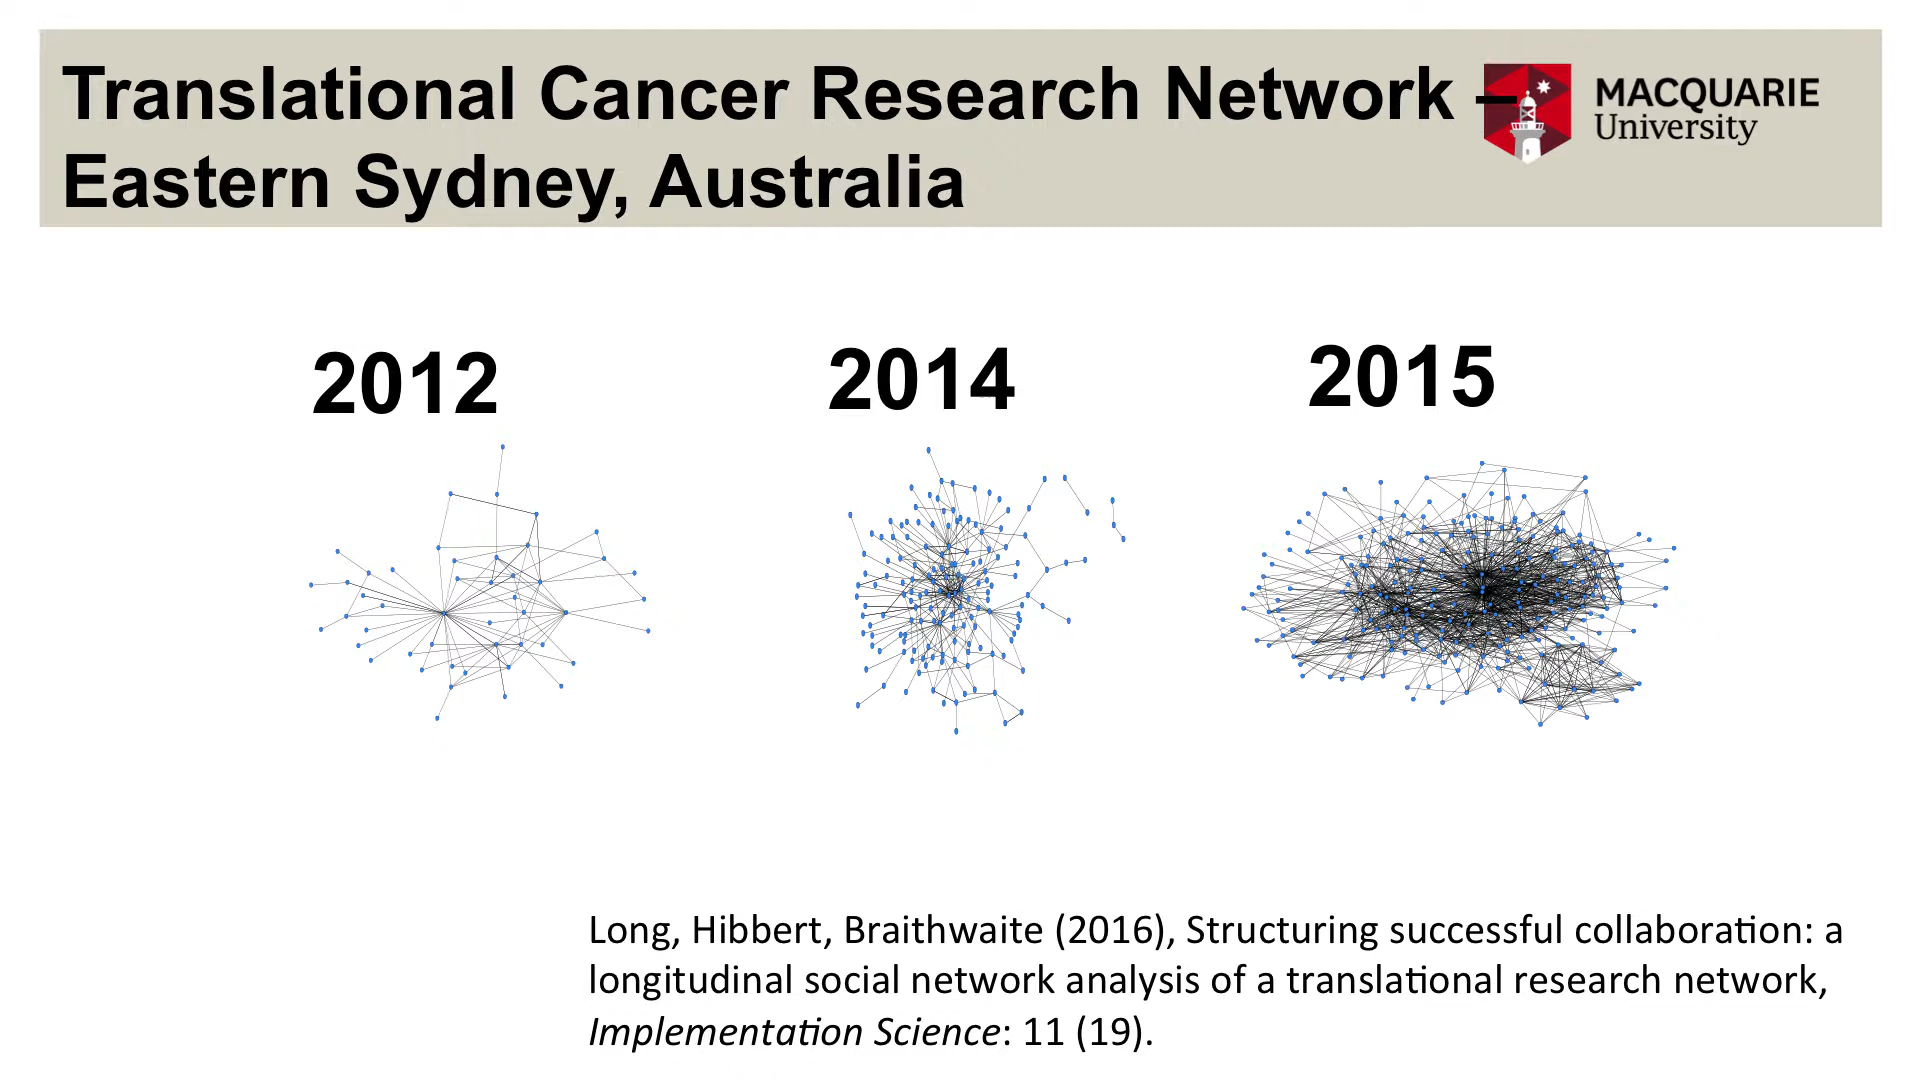 Translational Cancer Research Network –
Eastern Sydney, Australia
MACQUARIE
University
2012
2014
2015
Long, Hibbert, Braithwaite (2016), Structuring successful collaboration: a
longitudinal social network analysis of a translational research network,
Implementation Science: 11 (19).